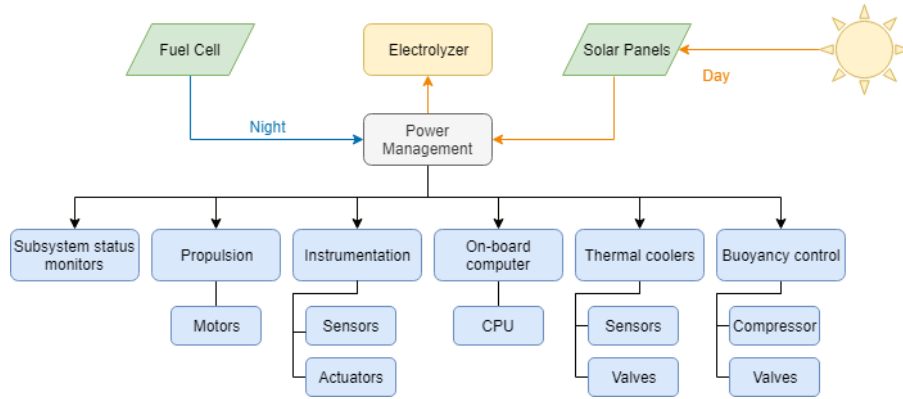 Fuel Cell
Electrolyzer
Solar Panels
Day
Night
Power
Management
Subsystem status
monitors
Propulsion
Instrumentation
On-board
computer
Thermal coolers
Buoyancy control
Motors
Sensors
CPU
Sensors
Compressor
Actuators
Valves
Valves